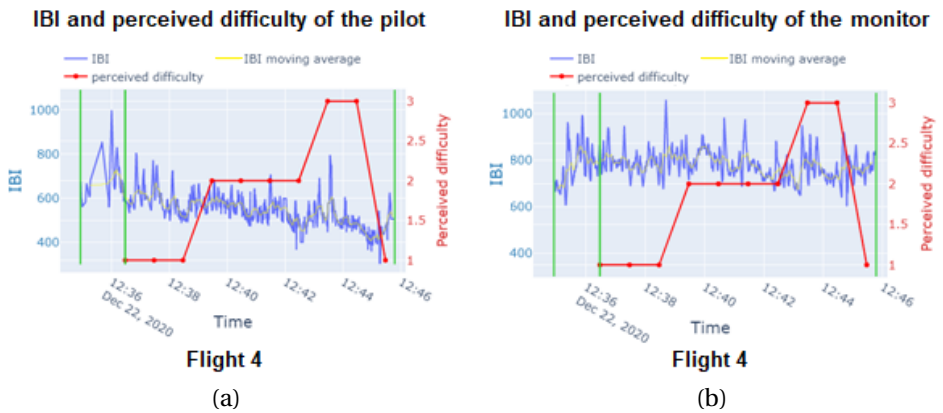 IBI and perceived difficulty of the pilot
IBI
IBI moving average
perceived difficulty
1000
800
600
400
IBI
3
2.5
2
1.5
1
Perceived difficulty
12:36
12:38
12:40
12:42
12:44
12:46
Dec 22, 2020
Time
Flight 4
(a)
IBI and perceived difficulty of the monitor
IBI
IBI moving average
perceived difficulty
1000
800
600
400
IBI
3
2.5
2
1.5
1
Perceived difficulty
12:36
12:38
12:40
12:42
12:44
12:46
Dec 22, 2020
Time
Flight 4
(b)